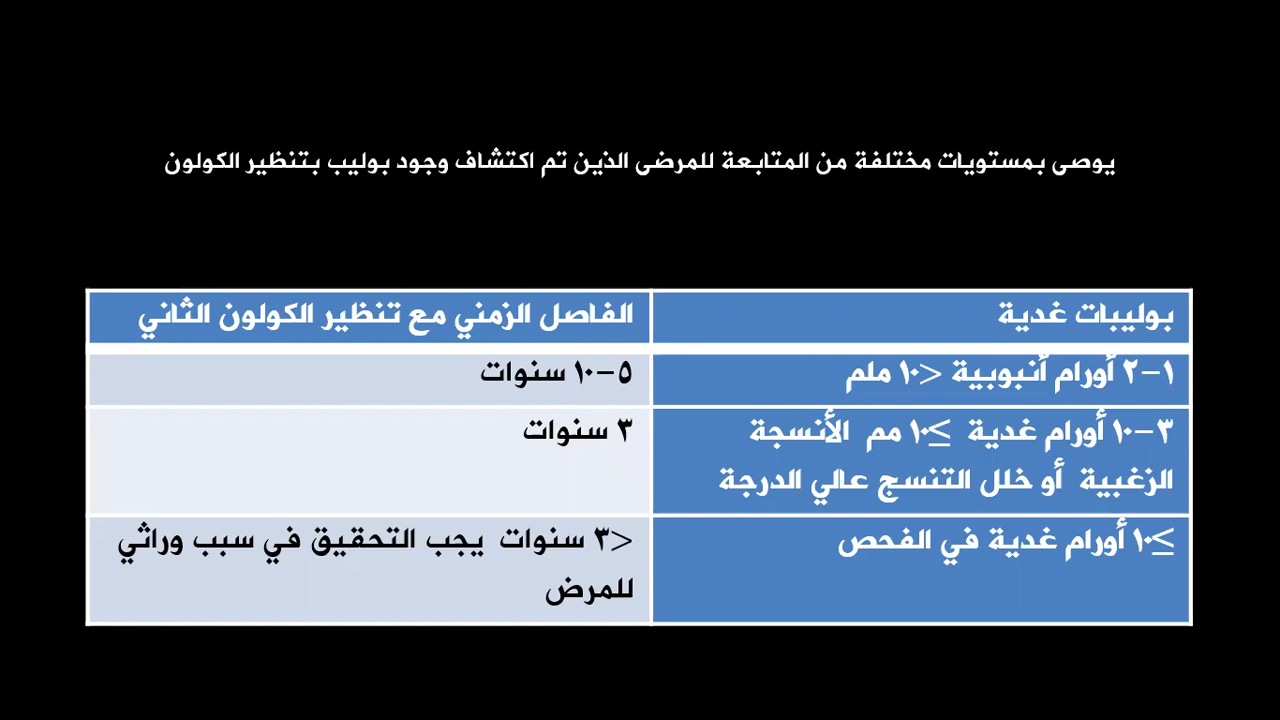 يوصى بمستويات مختلفة من المتابعة للمرضى الذين تم اكتشاف وجود بوليب بتنظير الكولون
بوليبات غدية
الفاصل الزمني مع تنظير الكولون الثاني
١-٢ أورام أنبوبية <١٠ ملم
٥-١٠ سنوات
٣-١٠ أورام غدية ≥١٠ مم الأنسجة
الزغبية أو خلل التنسج عالي الدرجة
٣ سنوات
≥١٠ أورام غدية في الفحص
<٣ سنوات يجب التحقيق في سبب وراثي
للمرض